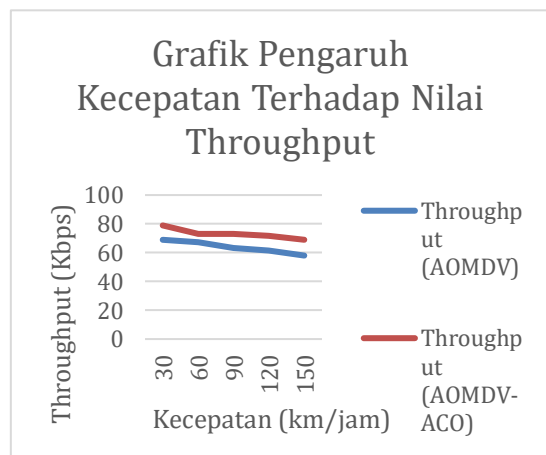 Grafik Pengaruh
Kecepatan Terhadap Nilai
Throughput
Throughput (Kbps)
100
80
60
40
20
0
30
60
90
120
150
Kecepatan (km/jam)
Throughp
ut
(AOMDV)
Throughp
ut
(AOMDV-
ACO)